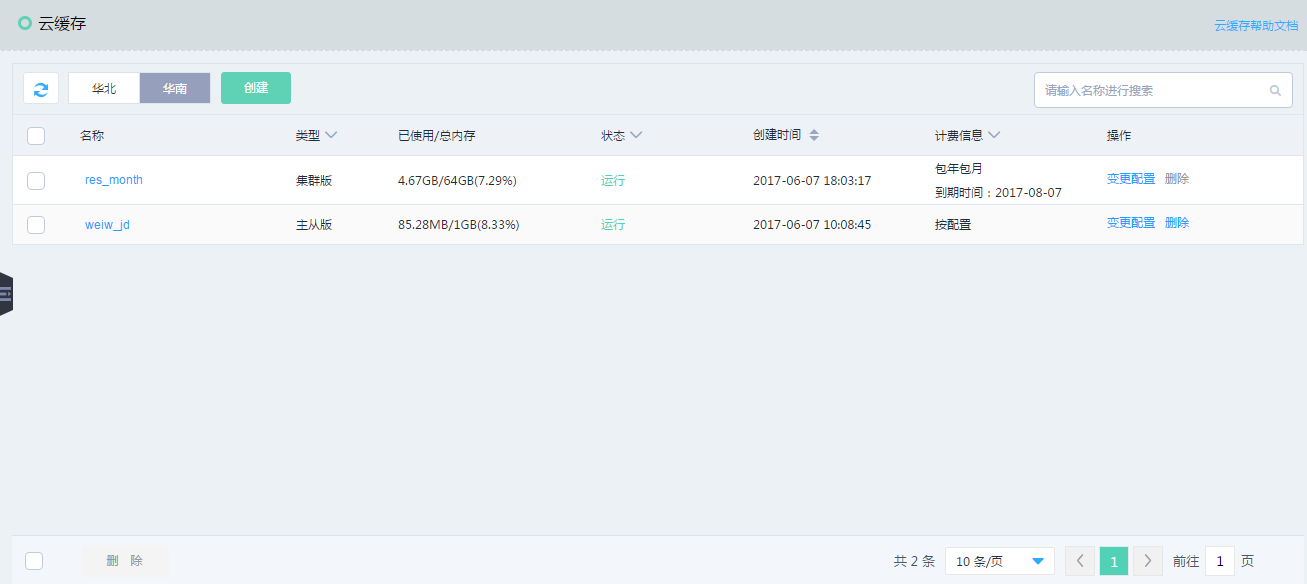 云缓存
云缓存帮助文档
华北 华南 创建 请输入名称进行搜索
名称 类型 已使用/总内存 状态 创建时间 计费信息 操作
res_month 集群版 4.67GB/64GB(7.29%) 运行 2017-06-07 18:03:17 包年包月 变更配置 删除
到期时间：2017-08-07
weiw_jd 主从版 85.28MB/1GB(8.33%) 运行 2017-06-07 10:08:45 按配置 变更配置 删除
删 除 共 2 条 10 条/页 1 前往 1 页